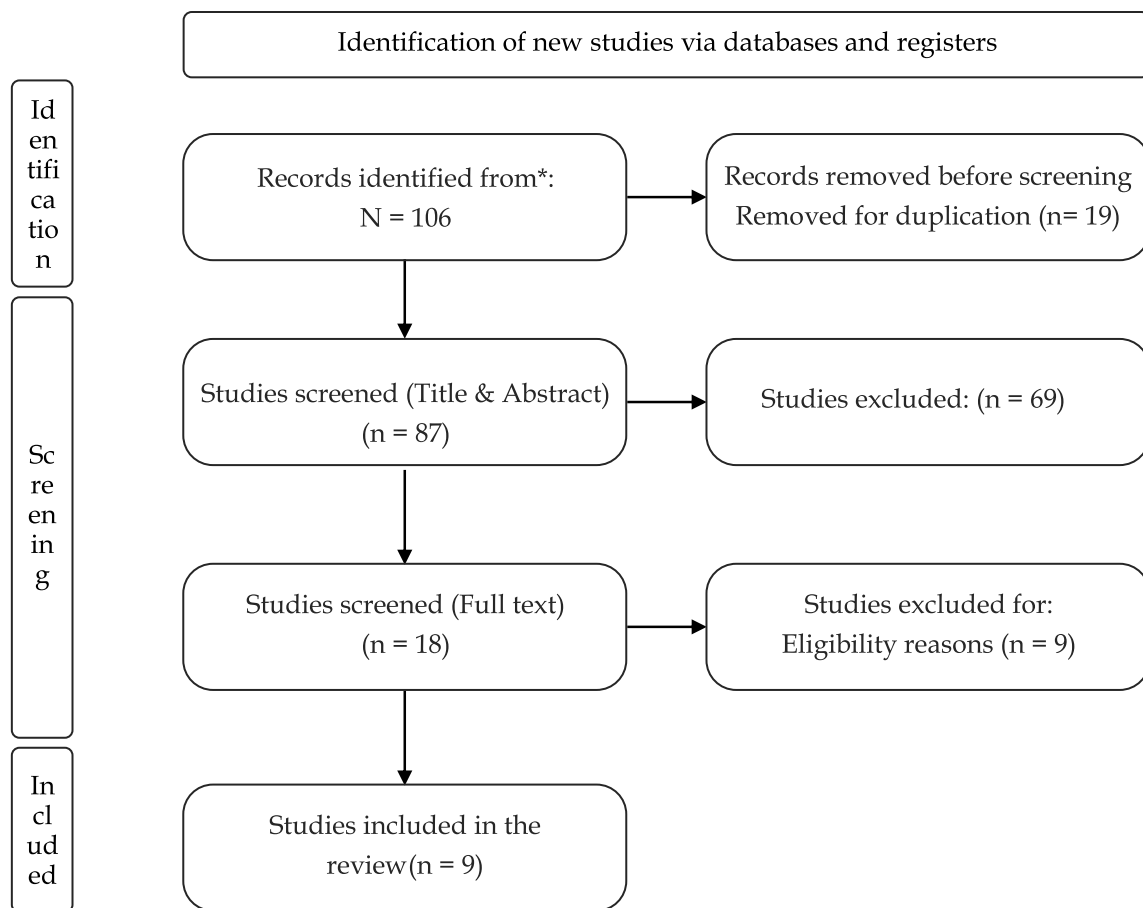 Identification of new studies via databases and registers
Id
en
tifi
ca
tio
n
Records identified from*:
N = 106
Records removed before screening
Removed for duplication (n= 19)
Sc
re
en
in
g
Studies screened (Title & Abstract)
(n = 87)
Studies excluded: (n = 69)
Studies screened (Full text)
(n = 18)
Studies excluded for:
Eligibility reasons (n = 9)
In
cl
ud
ed
Studies included in the
review(n = 9)